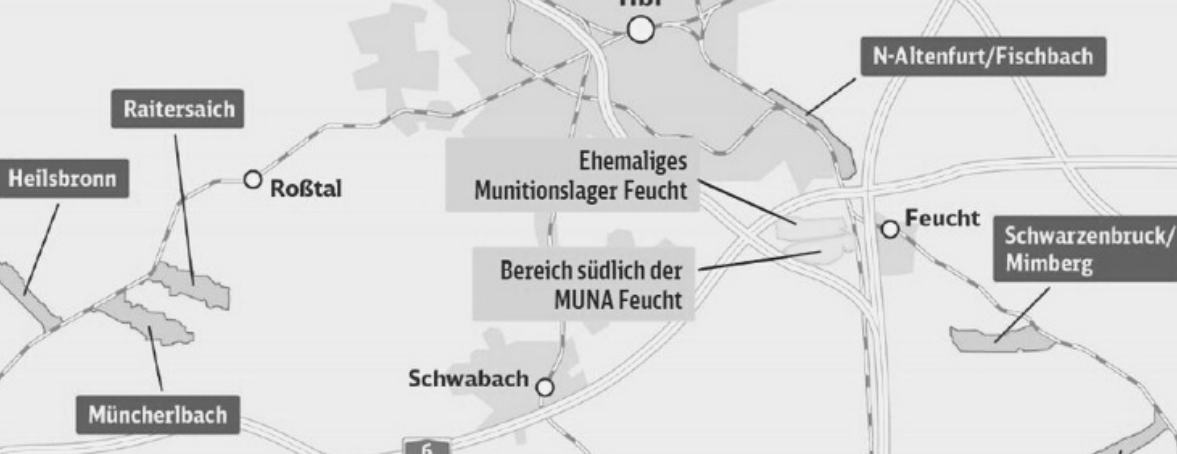 Hbf
N-Altenfurt/Fischbach
Raitersaich
Ehemaliges
Munitionslager Feucht
Heilsbronn
Roßtal
Feucht
Schwarzenbruck/
Mimberg
Bereich südlich der
MUNA Feucht
Schwabach
Müncherlbach
6